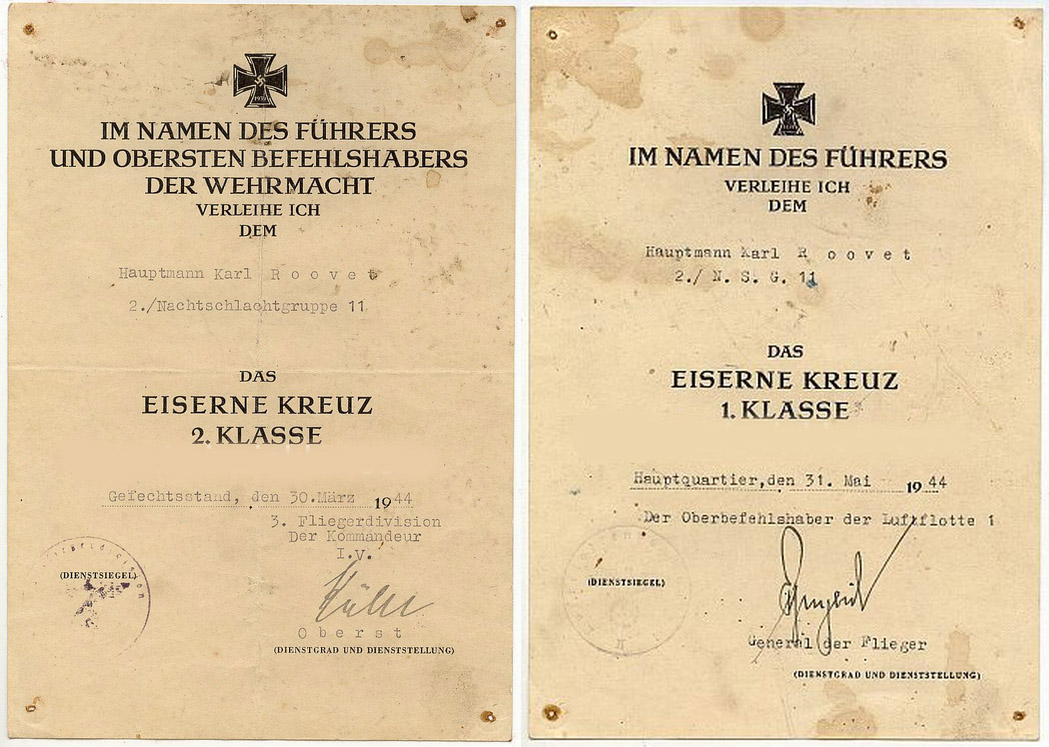 1939
IM NAMEN DES FÜHRERS
UND OBERSTEN BEFEHLSHABERS
DER WEHRMACHT
VERLEIHE ICH
DEM
Hauptmann Karl R o o v e t
2./Nachtschlachtgruppe 11
DAS
EISERNE KREUZ
2. KLASSE
Gefechtsstand, den 30.März 1944
3. Fliegerdivision
Der Kommandeur
I.V.
(DIENSTSIEGEL)
O b e r s t
(DIENSTGRAD UND DIENSTSTELLUNG)
IM NAMEN DES FÜHRERS
VERLEIHE ICH
DEM
Hauptmann Karl R o o v e t
2./ N. S. G. 11
DAS
EISERNE KREUZ
1. KLASSE
Hauptquartier,den 31. Mai 1944
Der Oberbefehlshaber der Luftflotte 1
(DIENSTSIEGEL)
General der Flieger
(DIENSTGRAD UND DIENSTSTELLUNG)